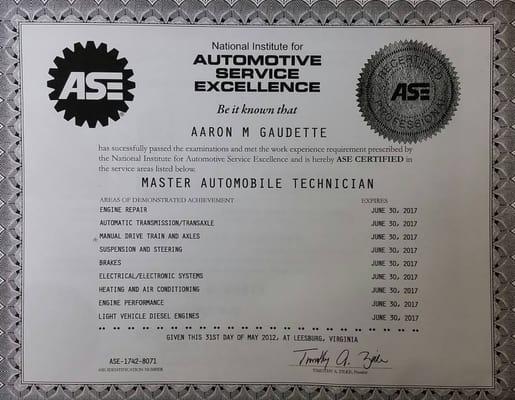 ASE
National Institute for
AUTOMOTIVE
SERVICE
EXCELLENCE
RECERTIFIED
ASE
PROFESSIONAL
Be it known that
AARON M GAUDETTE
has sucessfully passed the examinations and met the work experience requirement prescribed by
the National Institute for Automotive Service Excellence and is hereby ASE CERTIFIED in
the service areas listed below.
MASTER AUTOMOBILE TECHNICIAN
AREAS OF DEMONSTRATED ACHIEVEMENT EXPIRES
ENGINE REPAIR JUNE 30, 2017
AUTOMATIC TRANSMISSION/TRANSAXLE JUNE 30, 2017
MANUAL DRIVE TRAIN AND AXLES JUNE 30, 2017
SUSPENSION AND STEERING JUNE 30, 2017
BRAKES JUNE 30, 2017
ELECTRICAL/ELECTRONIC SYSTEMS JUNE 30, 2017
HEATING AND AIR CONDITIONING JUNE 30, 2017
ENGINE PERFORMANCE JUNE 30, 2017
LIGHT VEHICLE DIESEL ENGINES JUNE 30, 2017
** ** ** ** ** ** ** ** ** ** ** ** ** ** ** ** ** ** ** ** ** ** **
GIVEN THIS 31ST DAY OF MAY 2012, AT LEESBURG, VIRGINIA
ASE-1742-8071
ASE IDENTIFICATION NUMBER
Timothy A. Zilke
TIMOTHY A. ZILKE, President